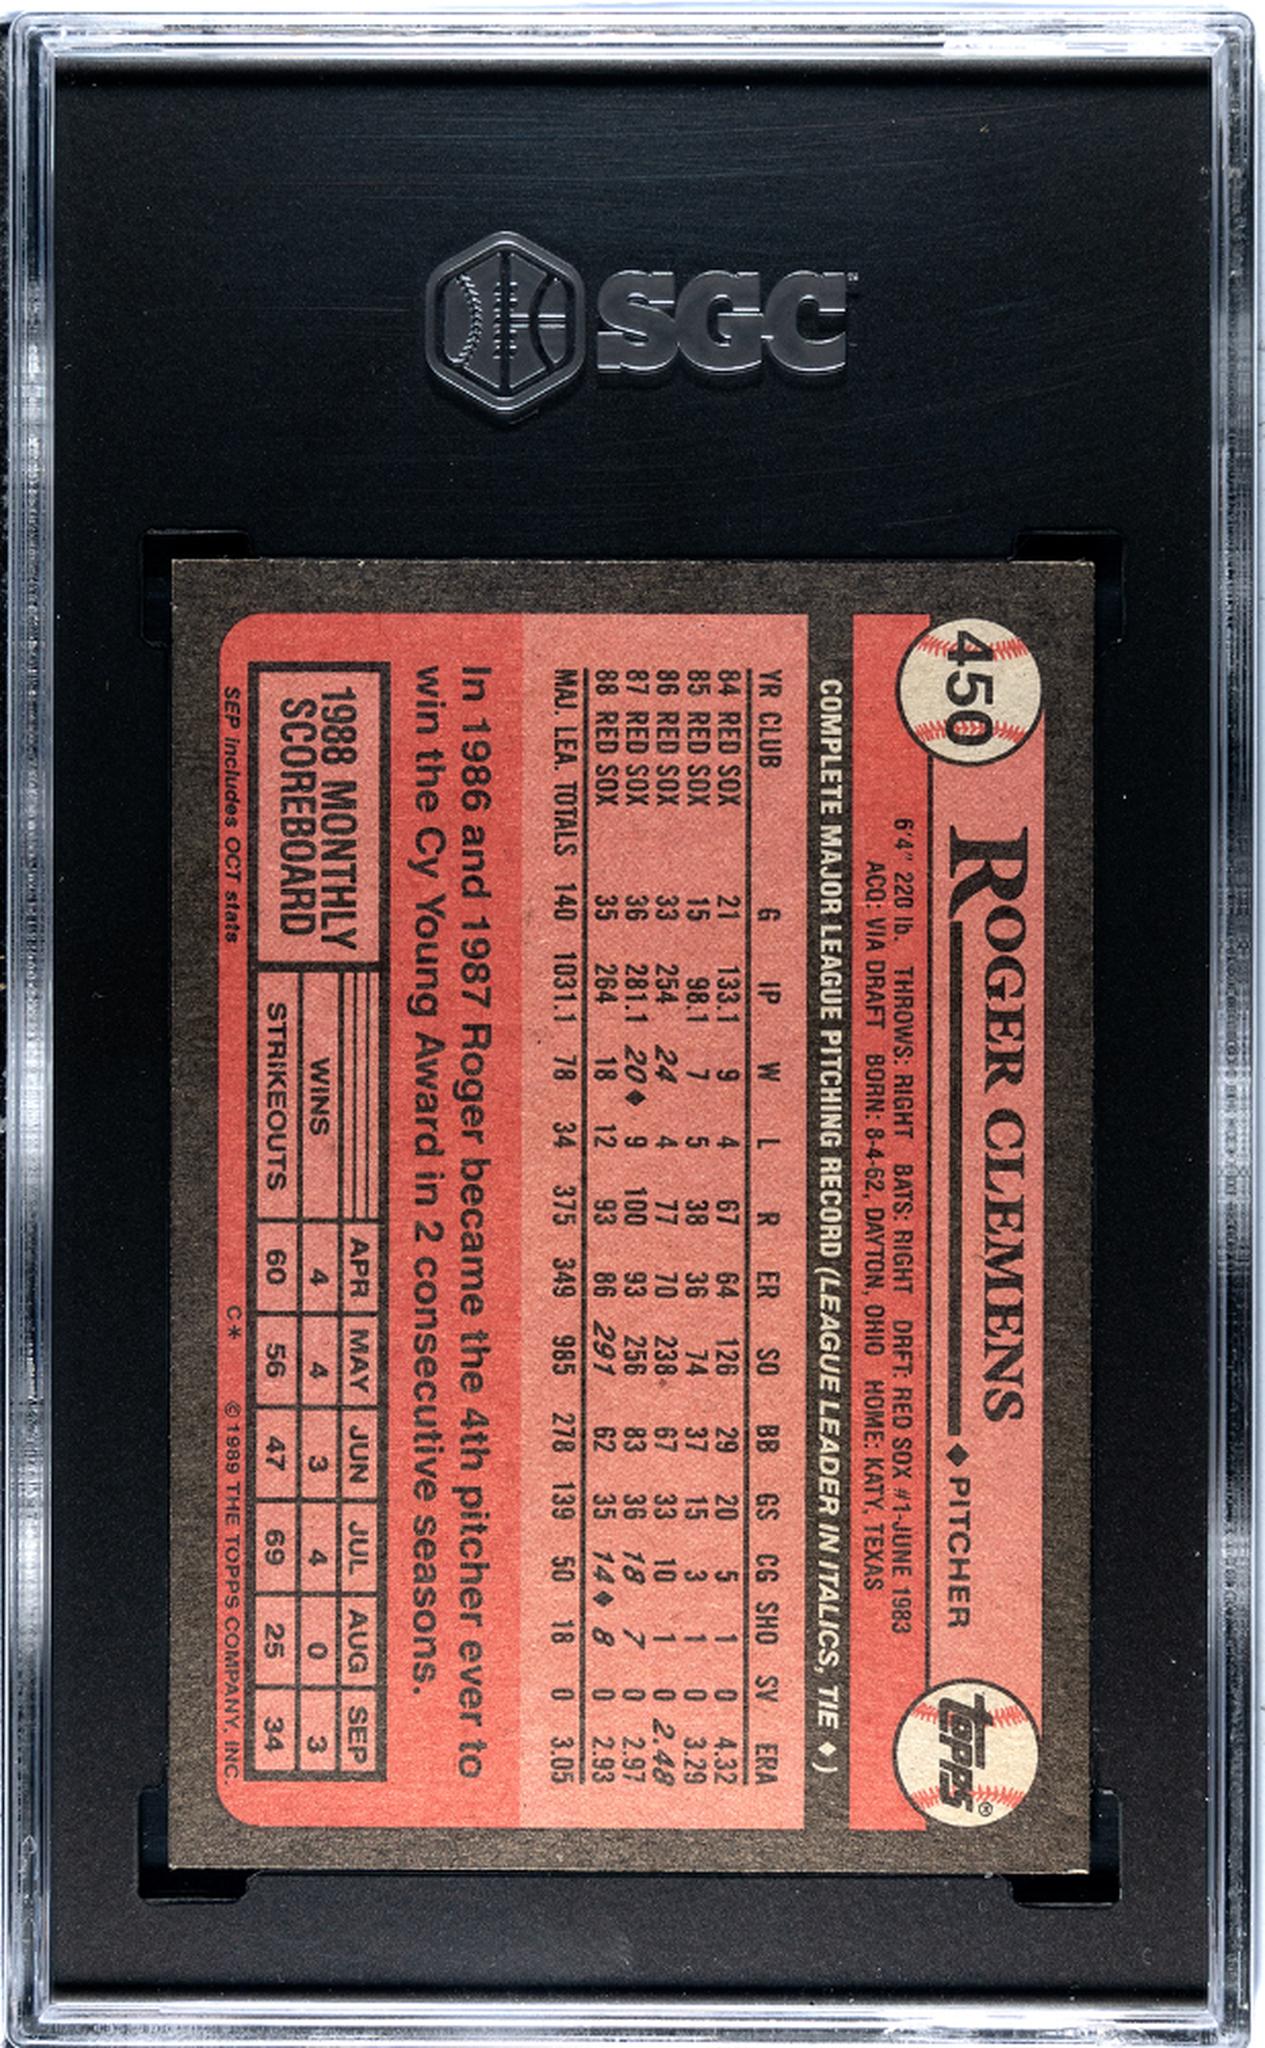 SGC
450
ROGER CLEMENS ♦ PITCHER
TOPPS®
6'4" 220 lb. THROWS: RIGHT BATS: RIGHT DRFT: RED SOX #1-JUNE 1983
ACQ: VIA DRAFT BORN: 8-4-62, DAYTON, OHIO HOME: KATY, TEXAS
COMPLETE MAJOR LEAGUE PITCHING RECORD (LEAGUE LEADER IN ITALICS, TIE ♦)
YR CLUB G IP W L R ER SO BB GS CG SHO SV ERA
84 RED SOX 21 133.1 9 4 67 64 126 29 20 5 1 0 4.32
85 RED SOX 15 98.1 7 5 38 36 74 37 15 3 1 0 3.29
86 RED SOX 33 254 24 4 77 70 238 67 33 10 1 0 2.48
87 RED SOX 36 281.1 20♦ 9 100 93 256 83 36 18 7 0 2.97
88 RED SOX 35 264 18 12 93 86 291 62 35 14♦ 8 0 2.93
MAJ. LEA. TOTALS 140 1031.1 78 34 375 349 985 278 139 50 18 0 3.05
In 1986 and 1987 Roger became the 4th pitcher ever to
win the Cy Young Award in 2 consecutive seasons.
1988 MONTHLY
SCOREBOARD
APR MAY JUN JUL AUG SEP
WINS 4 4 3 4 0 3
STRIKEOUTS 60 56 47 69 25 34
SEP includes OCT stats C* ©1989 THE TOPPS COMPANY, INC.